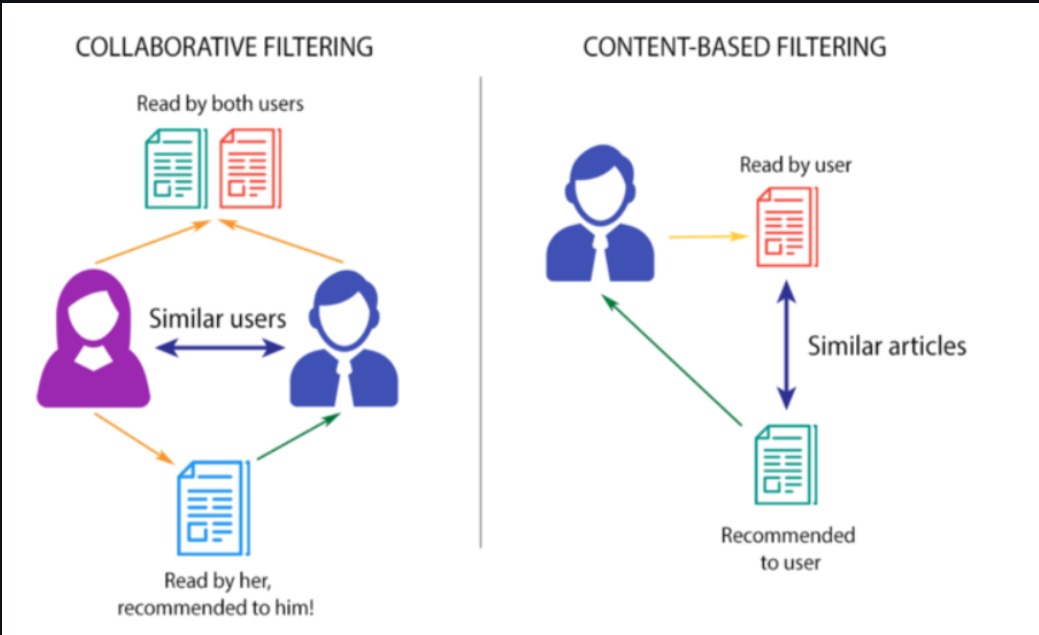 COLLABORATIVE FILTERING
Read by both users
Similar users
Read by her,
recommended to him!
CONTENT-BASED FILTERING
Read by user
Similar articles
Recommended
to user